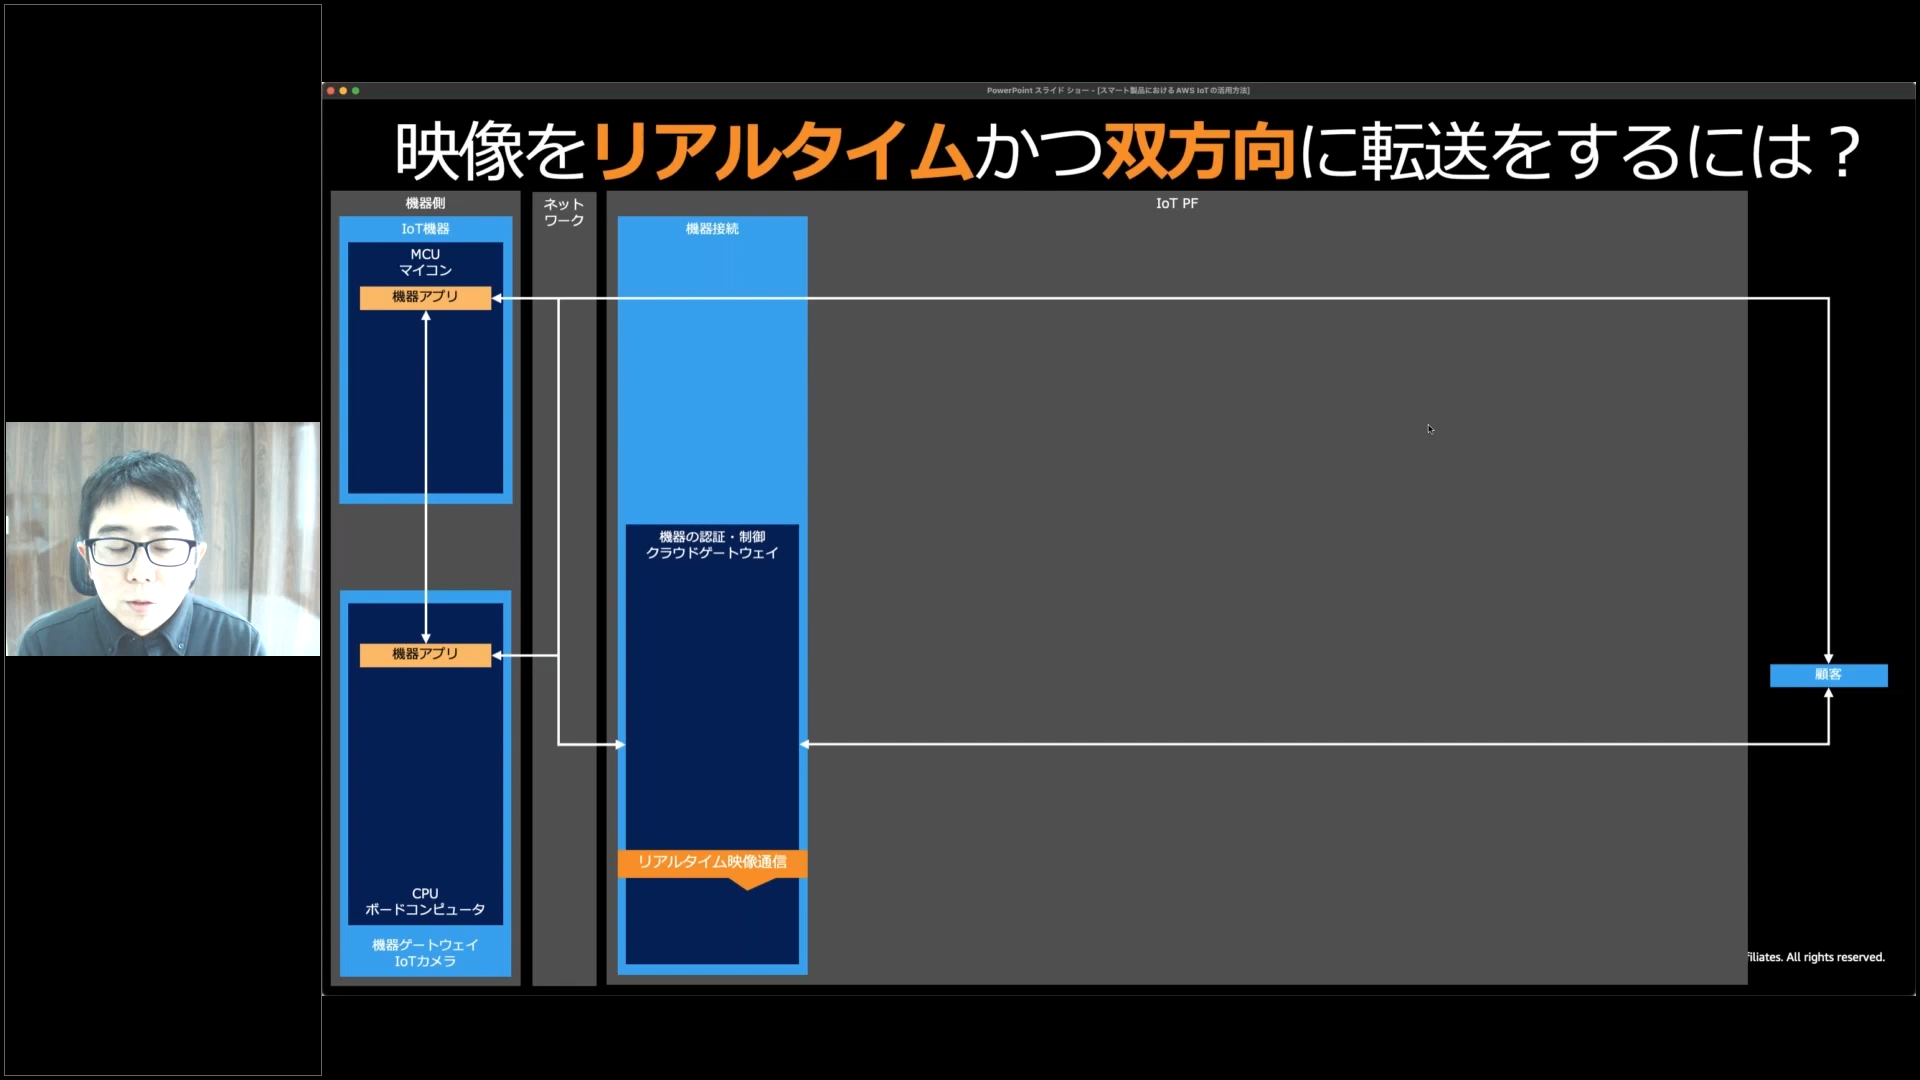 PowerPoint スライド ショー - [スマート製品における AWS IoT の活用方法]
映像をリアルタイムかつ双方向に転送をするには？
機器側
ネット
ワーク
IoT PF
IoT機器
MCU
マイコン
機器アプリ
機器アプリ
CPU
ボードコンピュータ
機器ゲートウェイ
IoTカメラ
機器接続
機器の認証・制御
クラウドゲートウェイ
リアルタイム映像通信
顧客
filiates. All rights reserved.